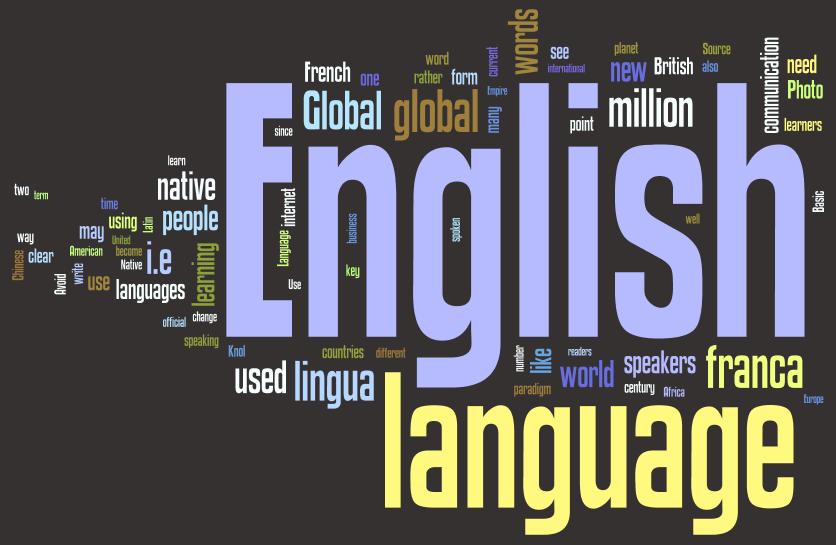 words
see
international
planet
Source
new
British
also
communication
need
Photo
learners
French
one
word
rather
form
current
Empire
Global
global
many
since
point
million
English
learn
native
two
term
time
using
Latin
people
may
way
clear
Chinese
American
United
become
Native
i.e
Avoid
write
use
languages
learning
official
change
speaking
internet
Language
Use
business
key
spoken
well
Basic
Knol
countries
different
used
lingua
number
like
readers
paradigm
world
speakers
century
Africa
franca
Europe
language